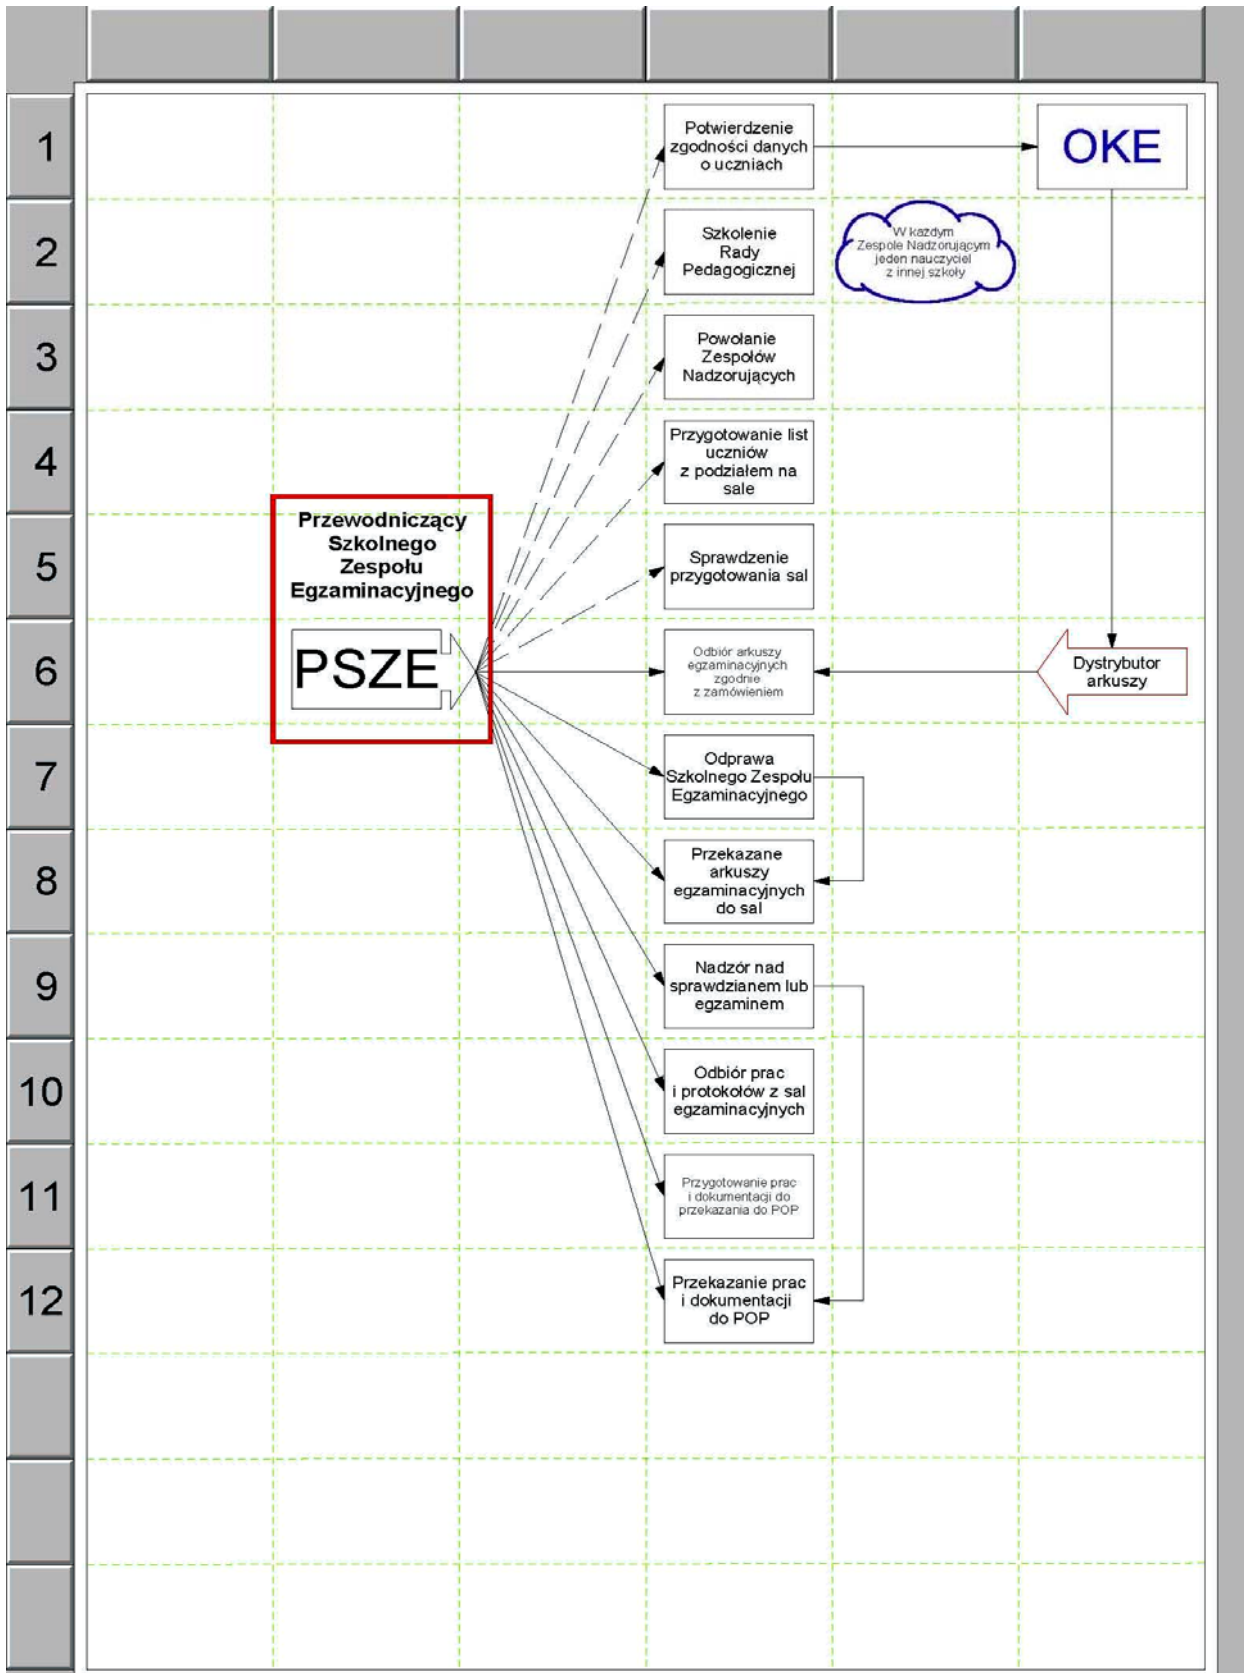 1
Potwierdzenie
zgodności danych
o uczniach
OKE
2
Szkolenie
Rady
Pedagogicznej
W każdym
Zespole Nadzorującym
jeden nauczyciel
z innej szkoły
3
Powołanie
Zespołów
Nadzorujących
4
Przygotowanie list
uczniów
z podziałem na
sale
Przewodniczący
Szkolnego
Zespołu
Egzaminacyjnego
5
Sprawdzenie
przygotowania sal
6
PSZE
Odbiór arkuszy
egzaminacyjnych
zgodnie
z zamówieniem
Dystrybutor
arkuszy
7
Odprawa
Szkolnego Zespołu
Egzaminacyjnego
8
Przekazane
arkuszy
egzaminacyjnych
do sal
9
Nadzór nad
sprawdzianem lub
egzaminem
10
Odbiór prac
i protokołów z sal
egzaminacyjnych
11
Przygotowanie prac
i dokumentacji do
przekazania do POP
12
Przekazanie prac
i dokumentacji
do POP